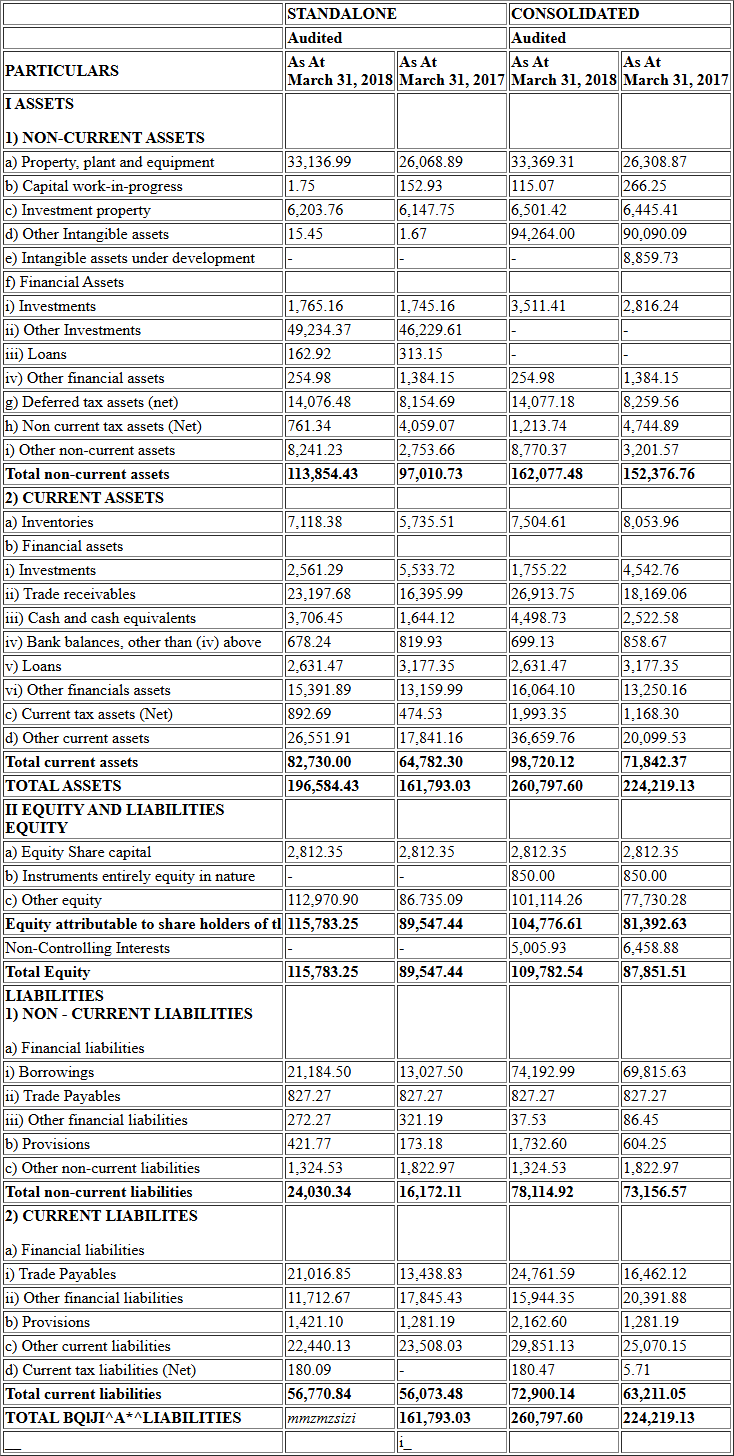 STANDALONE CONSOLIDATED
Audited Audited
PARTICULARS As At March 31, 2018 As At March 31, 2017 As At March 31, 2018 As At March 31, 2017
I ASSETS
1) NON-CURRENT ASSETS
a) Property, plant and equipment 33,136.99 26,068.89 33,369.31 26,308.87
b) Capital work-in-progress 1.75 152.93 115.07 266.25
c) Investment property 6,203.76 6,147.75 6,501.42 6,445.41
d) Other Intangible assets 15.45 1.67 94,264.00 90,090.09
e) Intangible assets under development - - - 8,859.73
f) Financial Assets
i) Investments 1,765.16 1,745.16 3,511.41 2,816.24
ii) Other Investments 49,234.37 46,229.61 - -
iii) Loans 162.92 313.15 - -
iv) Other financial assets 254.98 1,384.15 254.98 1,384.15
g) Deferred tax assets (net) 14,076.48 8,154.69 14,077.18 8,259.56
h) Non current tax assets (Net) 761.34 4,059.07 1,213.74 4,744.89
i) Other non-current assets 8,241.23 2,753.66 8,770.37 3,201.57
Total non-current assets 113,854.43 97,010.73 162,077.48 152,376.76
2) CURRENT ASSETS
a) Inventories 7,118.38 5,735.51 7,504.61 8,053.96
b) Financial assets
i) Investments 2,561.29 5,533.72 1,755.22 4,542.76
ii) Trade receivables 23,197.68 16,395.99 26,913.75 18,169.06
iii) Cash and cash equivalents 3,706.45 1,644.12 4,498.73 2,522.58
iv) Bank balances, other than (iv) above 678.24 819.93 699.13 858.67
v) Loans 2,631.47 3,177.35 2,631.47 3,177.35
vi) Other financials assets 15,391.89 13,159.99 16,064.10 13,250.16
c) Current tax assets (Net) 892.69 474.53 1,993.35 1,168.30
d) Other current assets 26,551.91 17,841.16 36,659.76 20,099.53
Total current assets 82,730.00 64,782.30 98,720.12 71,842.37
TOTAL ASSETS 196,584.43 161,793.03 260,797.60 224,219.13
II EQUITY AND LIABILITIES
EQUITY
a) Equity Share capital 2,812.35 2,812.35 2,812.35 2,812.35
b) Instruments entirely equity in nature - - 850.00 850.00
c) Other equity 112,970.90 86.735.09 101,114.26 77,730.28
Equity attributable to share holders of tl 115,783.25 89,547.44 104,776.61 81,392.63
Non-Controlling Interests - - 5,005.93 6,458.88
Total Equity 115,783.25 89,547.44 109,782.54 87,851.51
LIABILITIES
1) NON - CURRENT LIABILITIES
a) Financial liabilities
i) Borrowings 21,184.50 13,027.50 74,192.99 69,815.63
ii) Trade Payables 827.27 827.27 827.27 827.27
iii) Other financial liabilities 272.27 321.19 37.53 86.45
b) Provisions 421.77 173.18 1,732.60 604.25
c) Other non-current liabilities 1,324.53 1,822.97 1,324.53 1,822.97
Total non-current liabilities 24,030.34 16,172.11 78,114.92 73,156.57
2) CURRENT LIABILITES
a) Financial liabilities
i) Trade Payables 21,016.85 13,438.83 24,761.59 16,462.12
ii) Other financial liabilities 11,712.67 17,845.43 15,944.35 20,391.88
b) Provisions 1,421.10 1,281.19 2,162.60 1,281.19
c) Other current liabilities 22,440.13 23,508.03 29,851.13 25,070.15
d) Current tax liabilities (Net) 180.09 - 180.47 5.71
Total current liabilities 56,770.84 56,073.48 72,900.14 63,211.05
TOTAL BQIJI^A*^LIABILITIES mmzmzsizi 161,793.03 260,797.60 224,219.13
__ i_